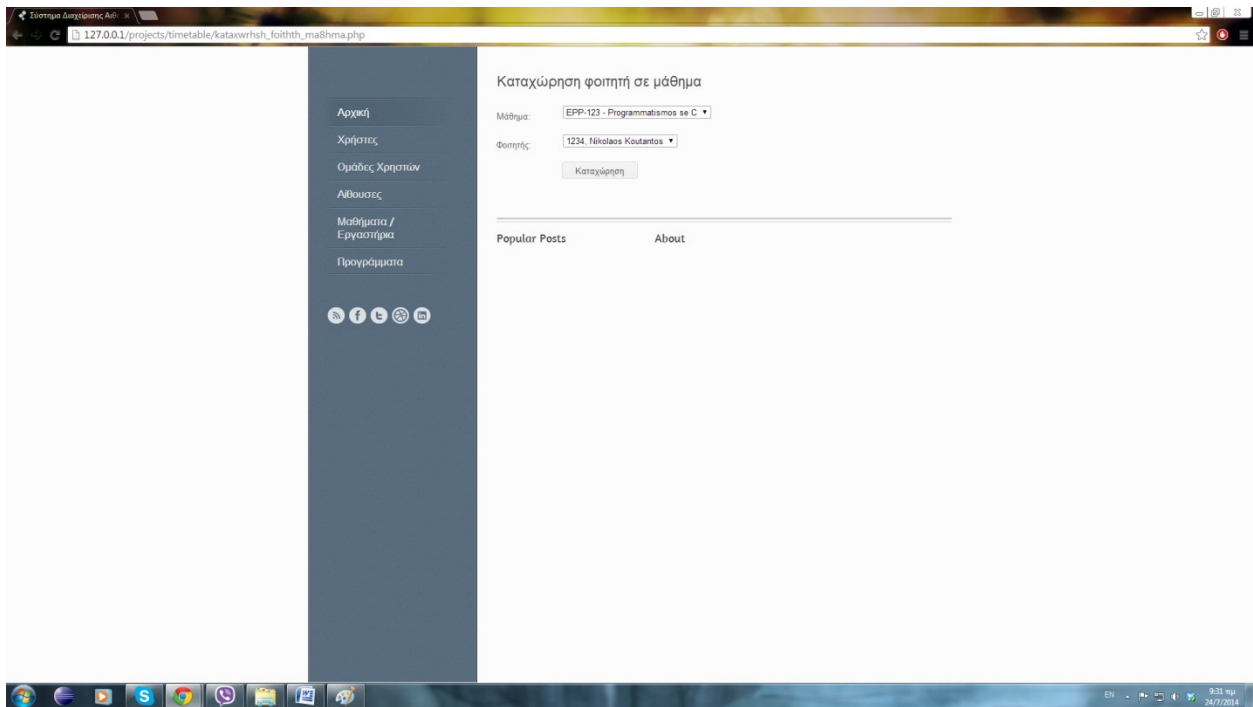 Σύστημα Διαχείρισης Αιθ
127.0.0.1/projects/timetable/kataxwrhsh_foithth_ma8hma.php
Αρχική
Χρήστες
Ομάδες Χρηστών
Αίθουσες
Μαθήματα /
Εργαστήρια
Προγράμματα
Καταχώρηση φοιτητή σε μάθημα
Μάθημα: EPP-123 - Programmatismos se C
Φοιτητής: 1234, Nikolaos Koutantos
Καταχώρηση
Popular Posts
About
EN
9:31 πμ
24/7/2014